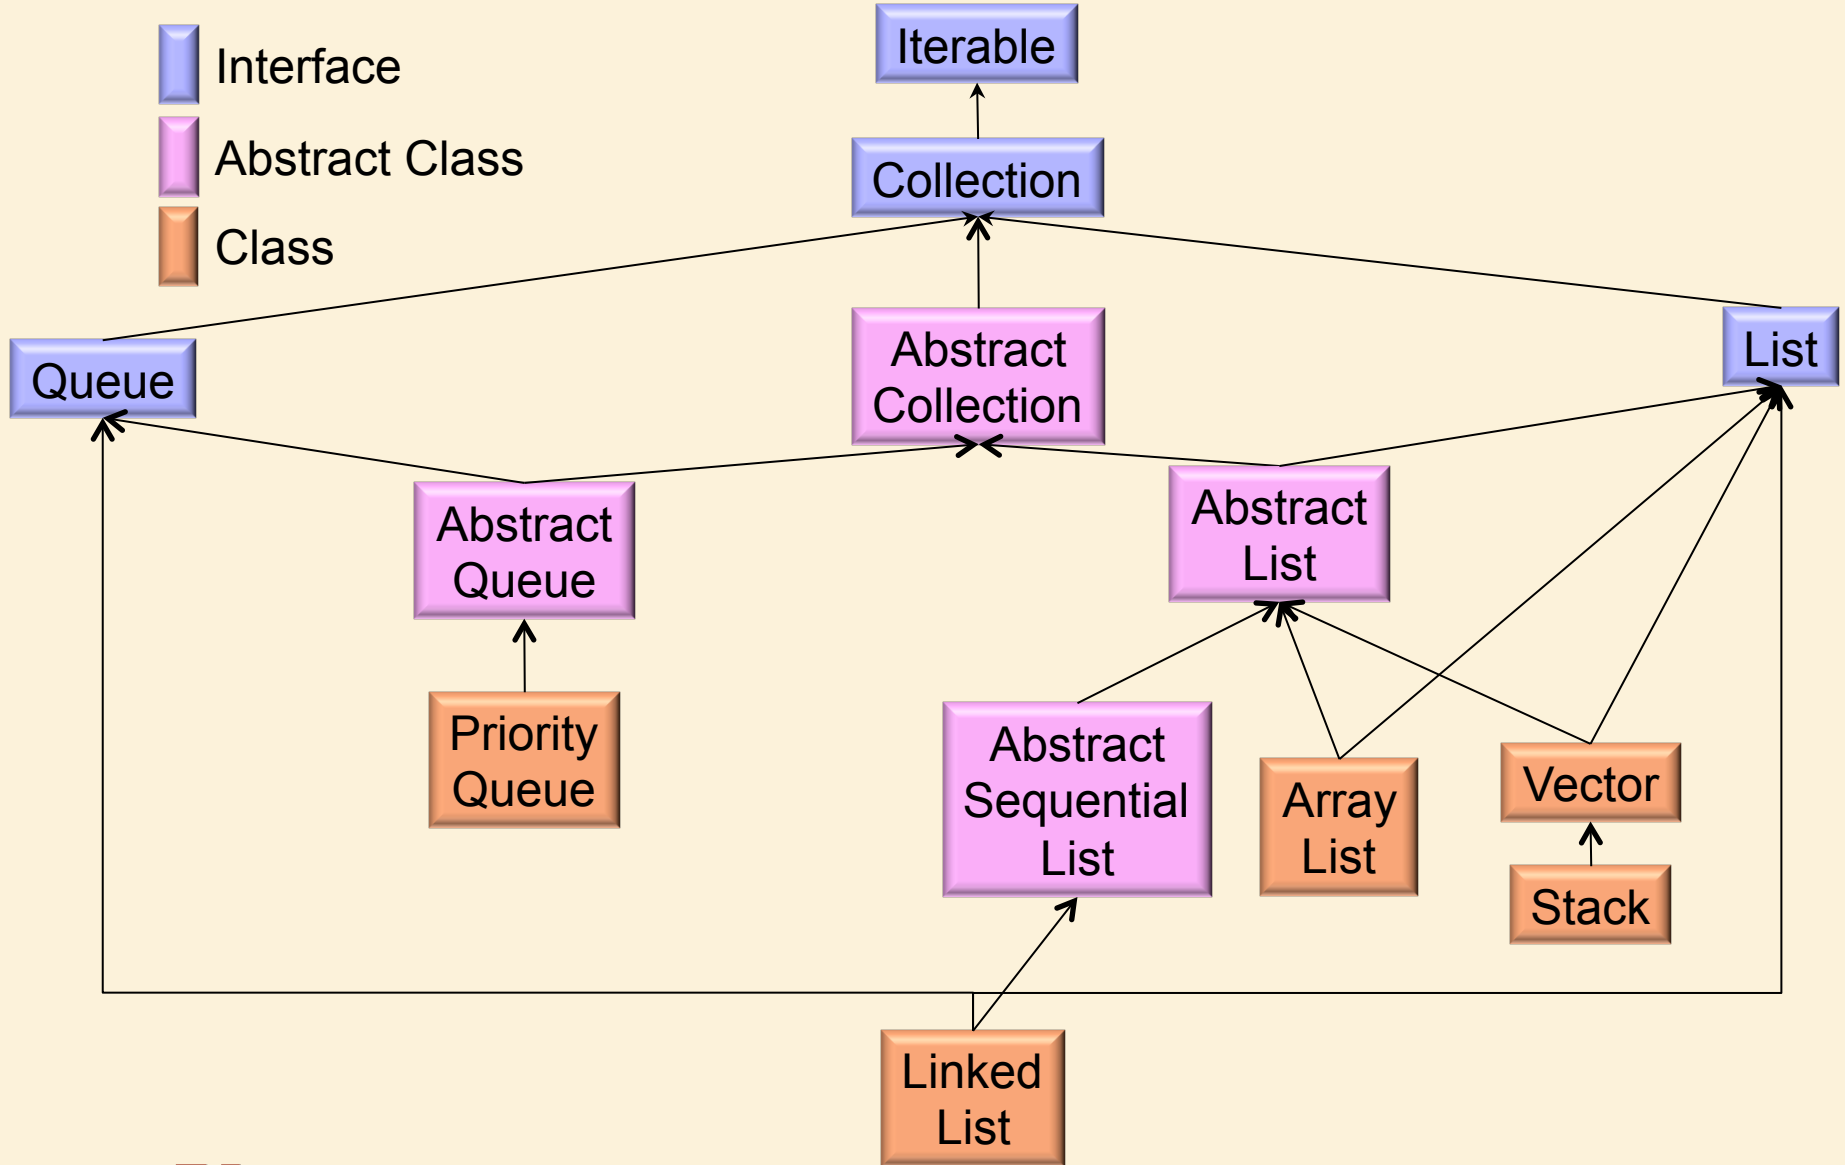 Interface
Abstract Class
Class
Iterable
Collection
Queue
Abstract
Collection
List
Abstract
Queue
Abstract
List
Priority
Queue
Abstract
Sequential
List
Array
List
Vector
Stack
Linked
List